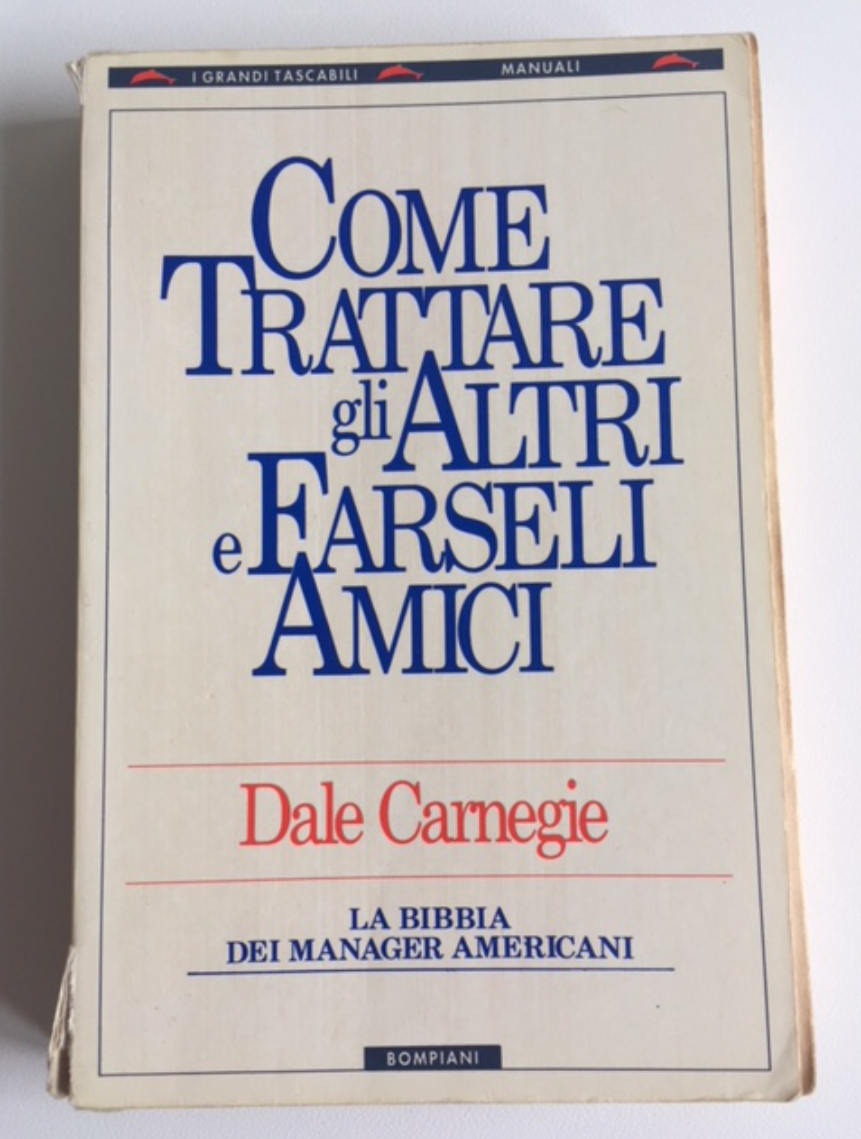 I GRANDI TASCABILI MANUALI
COME
TRATTARE
gli ALTRI
e FARSELI
AMICI
Dale Carnegie
LA BIBBIA
DEI MANAGER AMERICANI
BOMPIANI